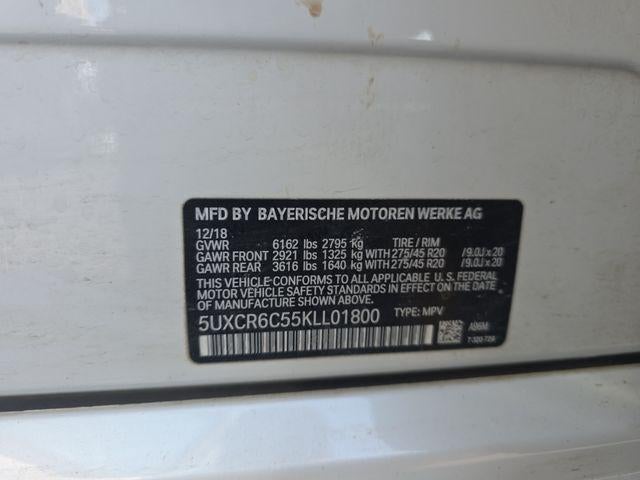 MFD BY BAYERISCHE MOTOREN WERKE AG
12/18
GVWR 6162 lbs 2795 kg TIRE / RIM
GAWR FRONT 2921 lbs 1325 kg WITH 275/45 R20 / 9.0J x 20
GAWR REAR 3616 lbs 1640 kg WITH 275/45 R20 / 9.0J x 20
THIS VEHICLE CONFORMS TO ALL APPLICABLE U. S. FEDERAL
MOTOR VEHICLE SAFETY STANDARDS IN EFFECT ON THE DATE OF
MANUFACTURE SHOWN ABOVE.
5UXCR6C55KLL01800 TYPE: MPV
A96M